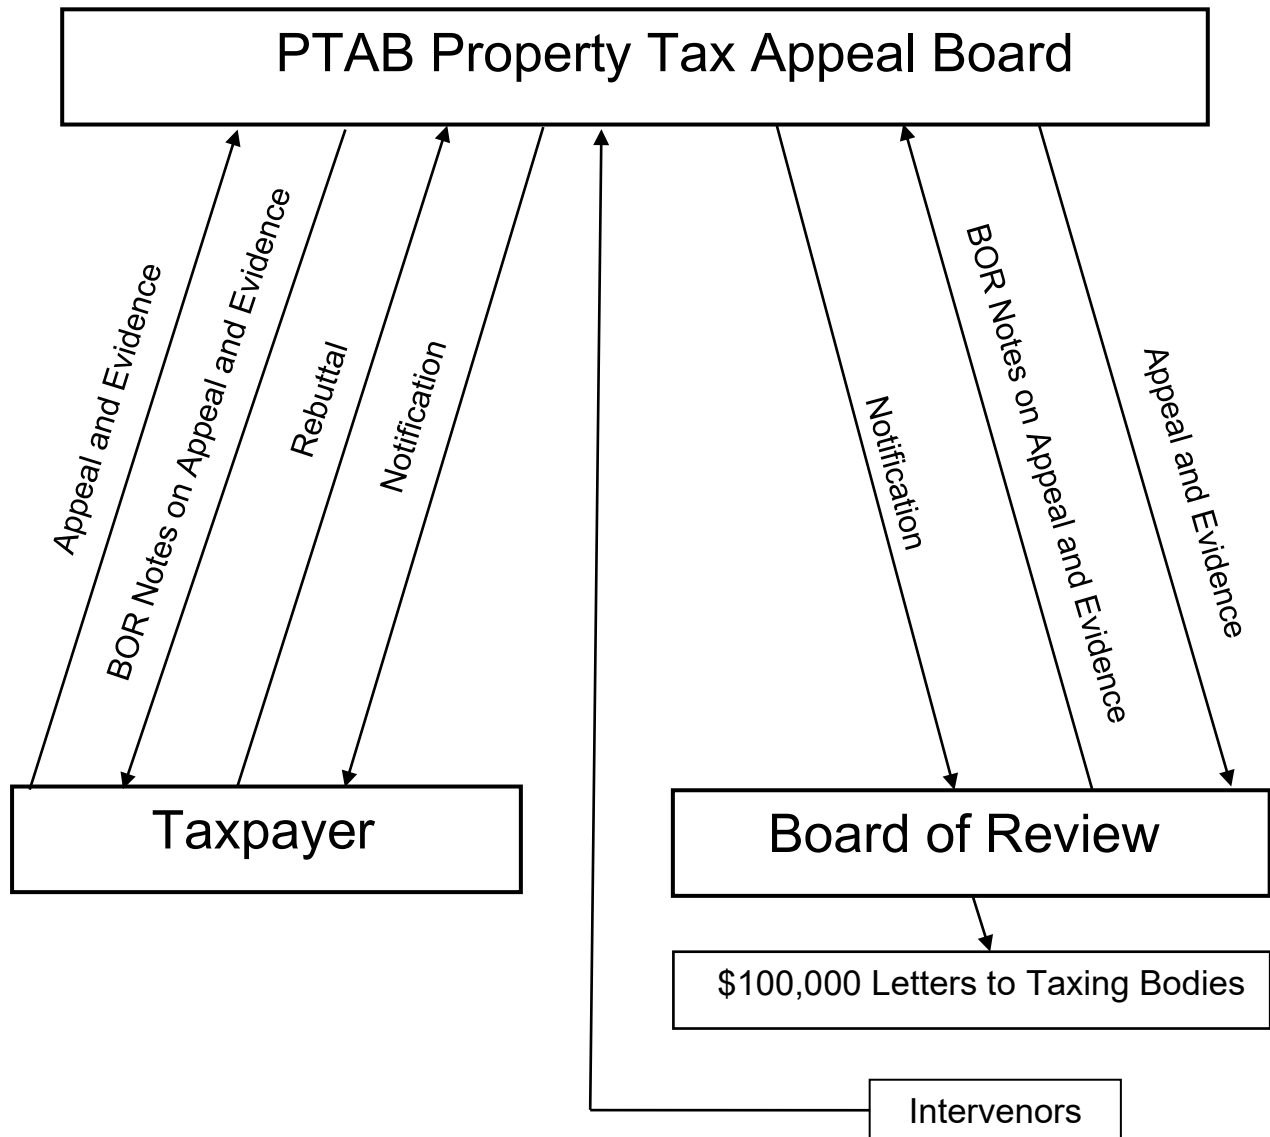 PTAB Property Tax Appeal Board
Appeal and Evidence
BOR Notes on Appeal and Evidence
Rebuttal
Notification
Notification
BOR Notes on Appeal and Evidence
Appeal and Evidence
Taxpayer
Board of Review
$100,000 Letters to Taxing Bodies
Intervenors